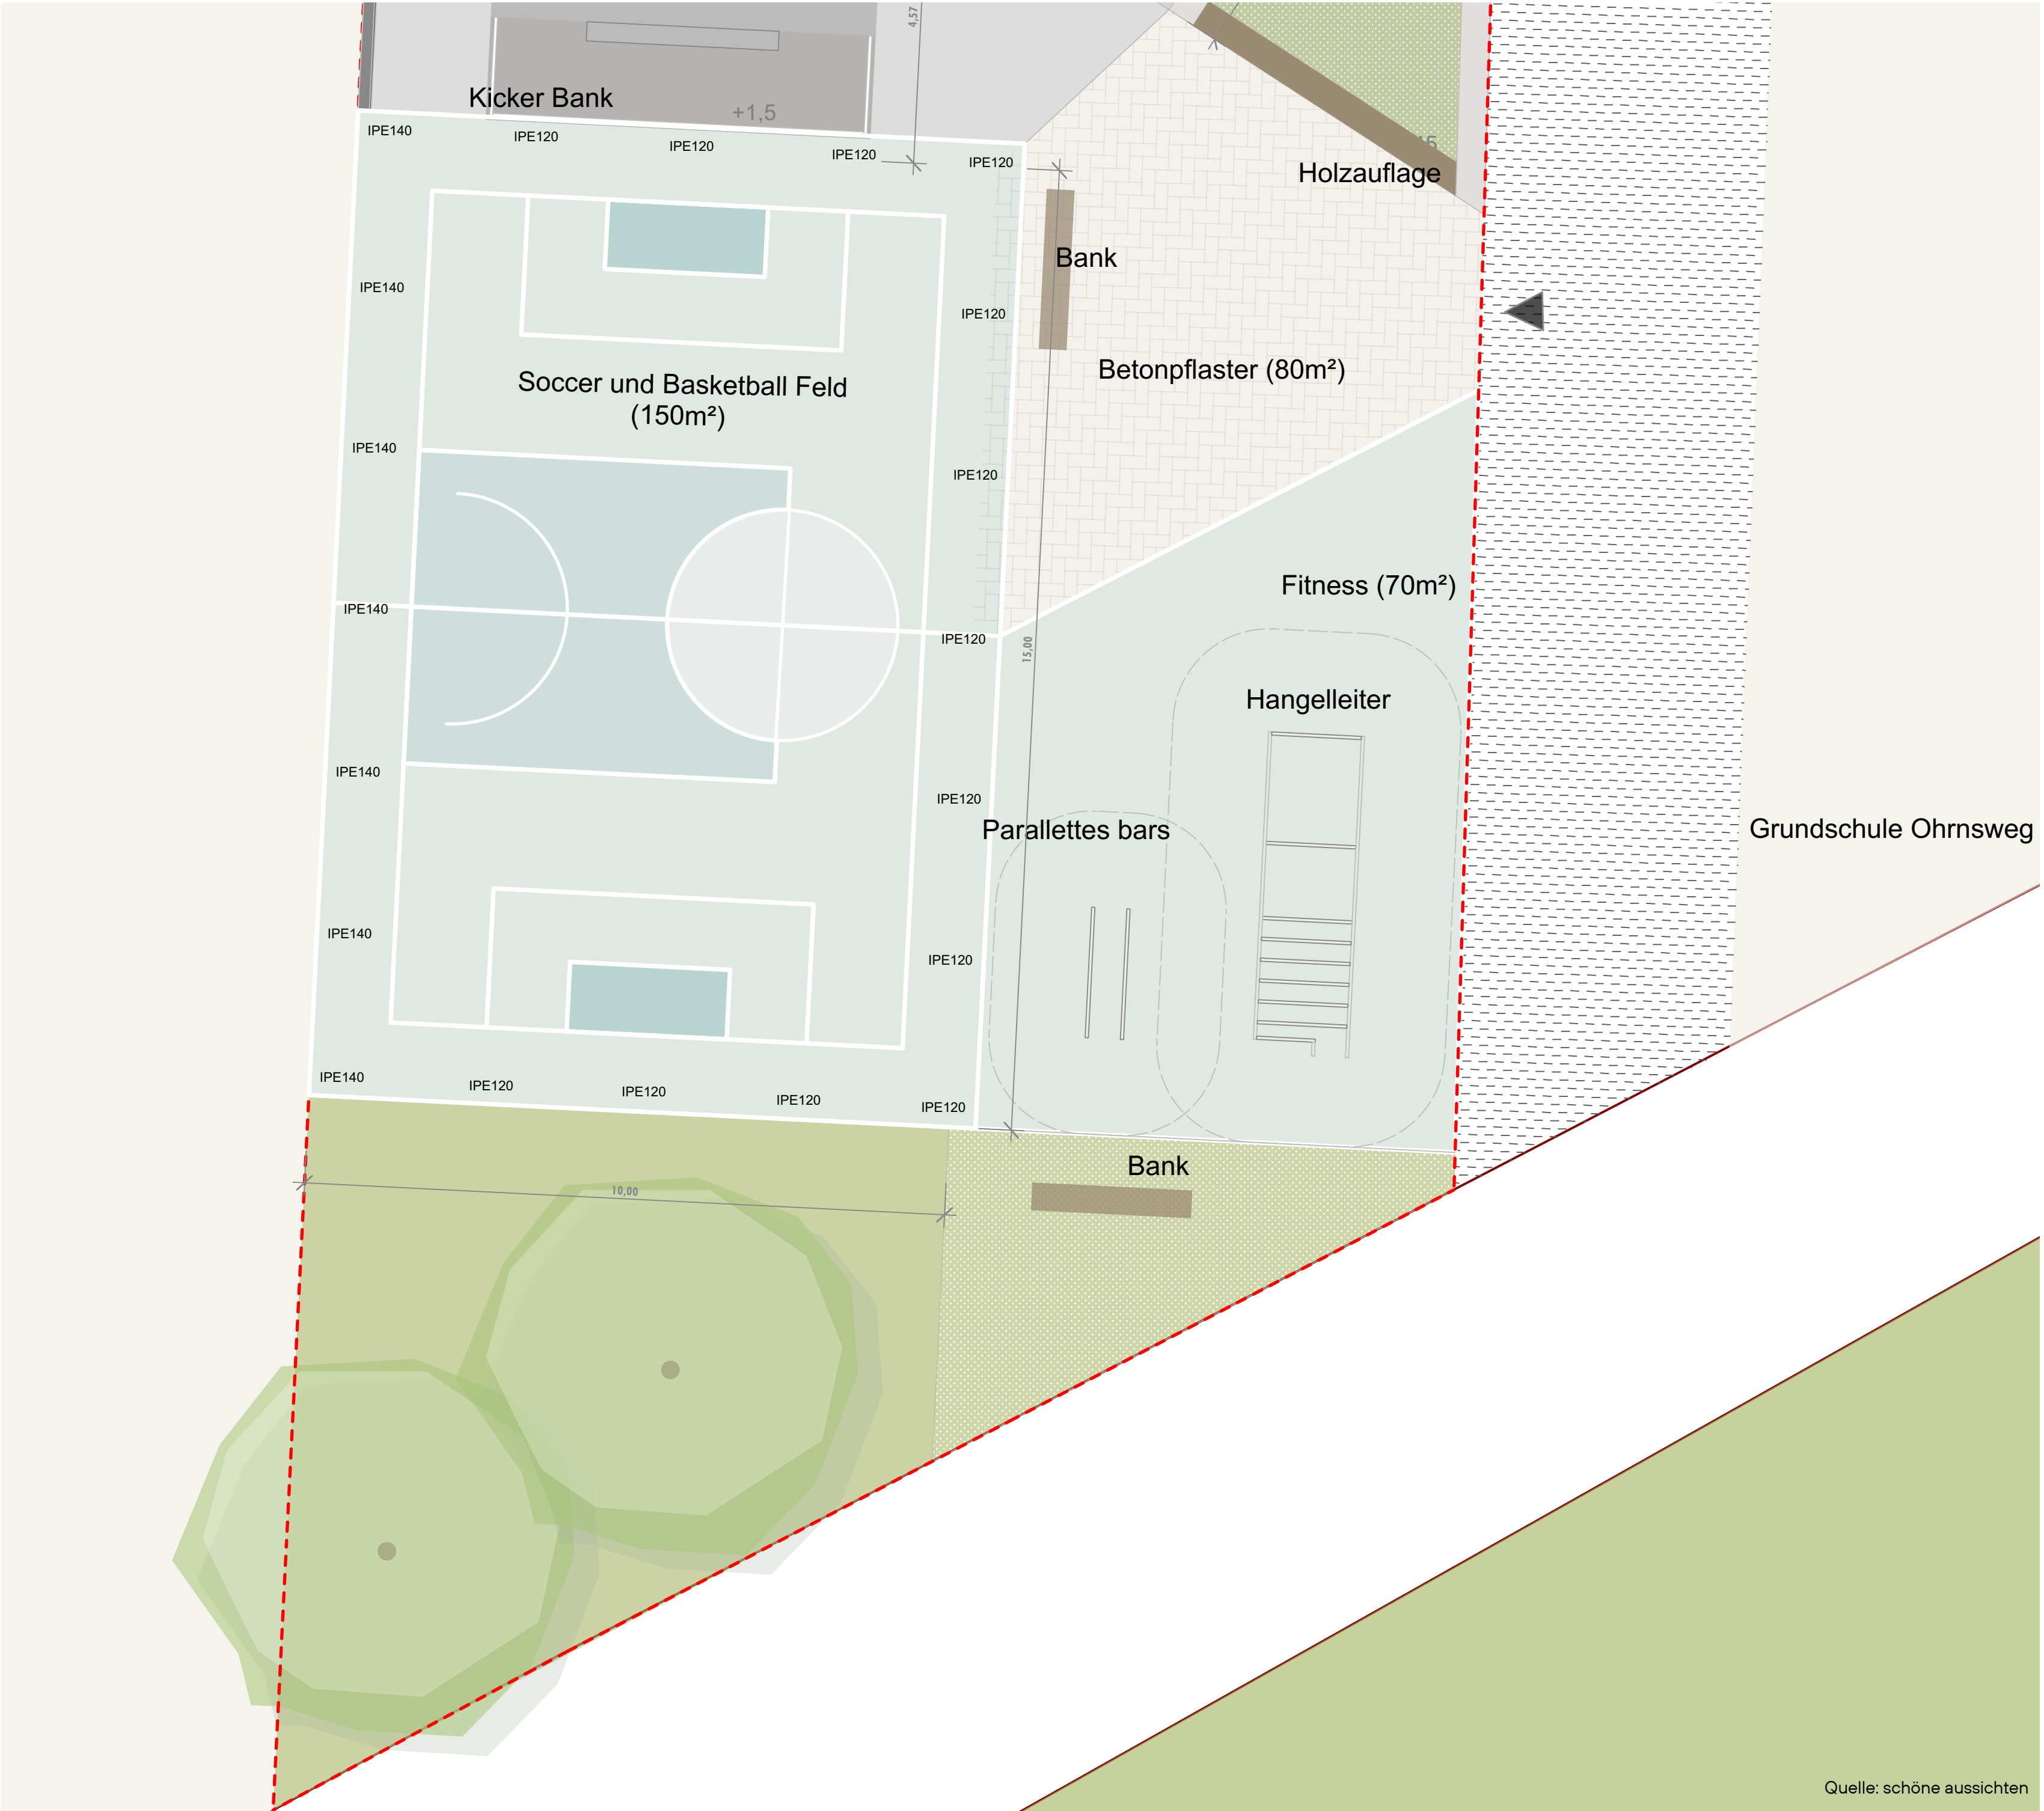 4,57
Kicker Bank
+1,5
IPE140
IPE120
IPE120
IPE120
IPE120
Holzauflage
Bank
IPE140
IPE120
Betonpflaster (80m²)
Soccer und Basketball Feld
(150m²)
IPE140
IPE120
Fitness (70m²)
IPE140
IPE120
15,00
Hangelleiter
IPE140
IPE120
Parallettes bars
Grundschule Ohrnsweg
IPE140
IPE120
IPE140
IPE120
IPE120
IPE120
IPE120
Bank
10,00
Quelle: schöne aussichten